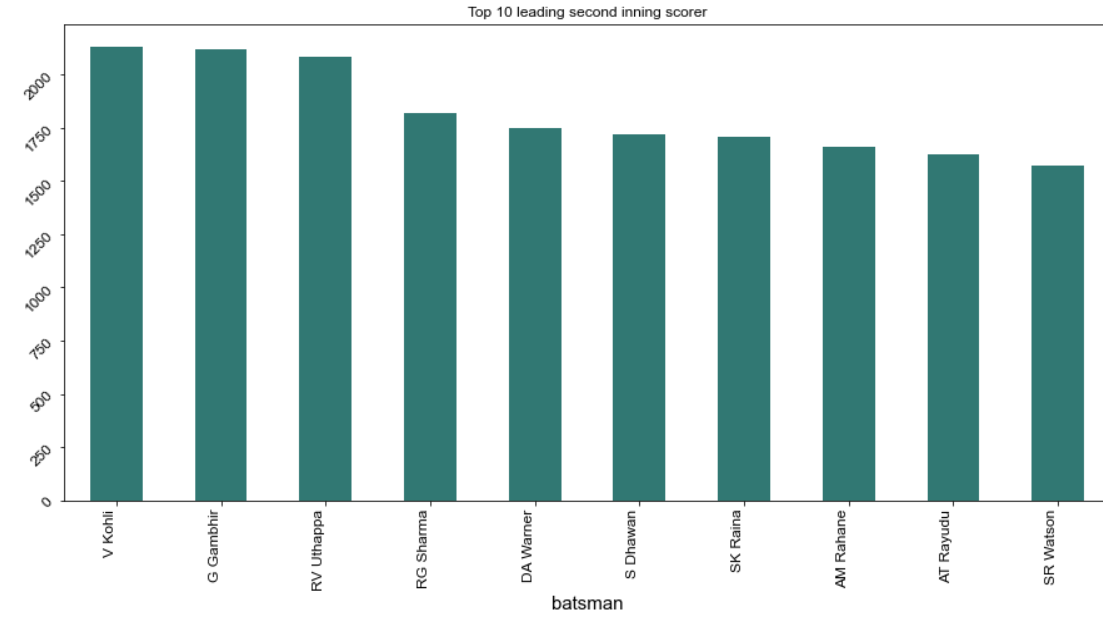 Top 10 leading second inning scorer
2000
1750
1500
1250
1000
750
500
250
0
V Kohli
G Gambhir
RV Uthappa
RG Sharma
DA Warner
S Dhawan
SK Raina
AM Rahane
AT Rayudu
SR Watson
batsman